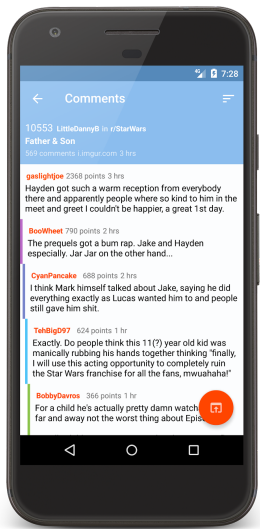 4G 7:28
Comments
10553 LittleDannyB in r/StarWars
Father & Son
569 comments i.imgur.com 3 hrs
gaslightjoe 2368 points 3 hrs
Hayden got such a warm reception from everybody
there and apparently people where so kind to him in the
meet and greet I couldn't be happier, a great 1st day.
BooWheet 790 points 2 hrs
The prequels got a bum rap. Jake and Hayden
especially. Jar Jar on the other hand...
CyanPancake 688 points 2 hrs
I think Mark himself talked about Jake, saying he did
everything exactly as Lucas wanted him to and people
still gave him shit.
TehBigD97 624 points 1 hr
Exactly. Do people think this 11(?) year old kid was
manically rubbing his hands together thinking "finally,
I will use this acting opportunity to completely ruin
the Star Wars franchise for all the fans, mwuahaha!"
BobbyDavros 366 points 1 hr
For a child he's actually pretty damn watch
far and away not the worst thing about Epis